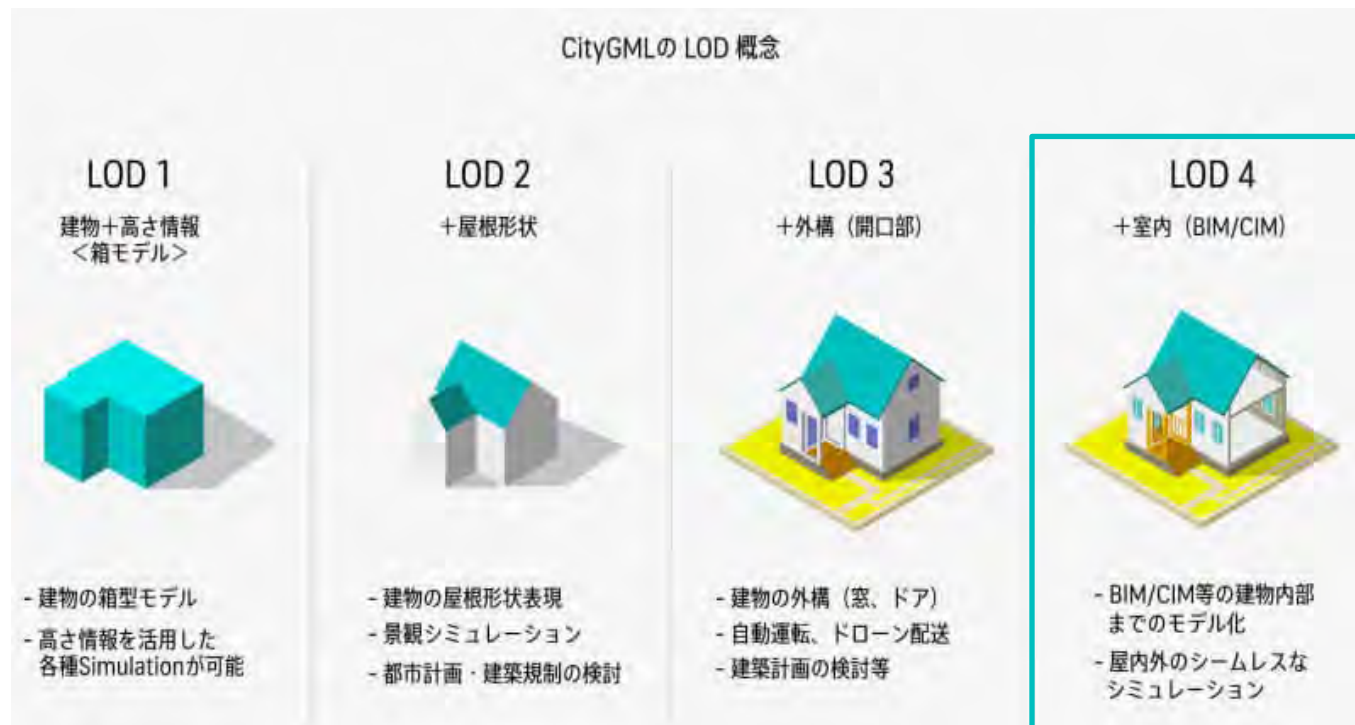 CityGMLの LOD 概念
LOD 1
建物＋高さ情報
＜箱モデル＞
- 建物の箱型モデル
- 高さ情報を活用した
各種Simulationが可能
LOD 2
＋屋根形状
- 建物の屋根形状表現
- 景観シミュレーション
- 都市計画・建築規制の検討
LOD 3
＋外構（開口部）
- 建物の外構（窓、ドア）
- 自動運転、ドローン配送
- 建築計画の検討等
LOD 4
＋室内（BIM/CIM）
- BIM/CIM等の建物内部
までのモデル化
- 屋内外のシームレスな
シミュレーション